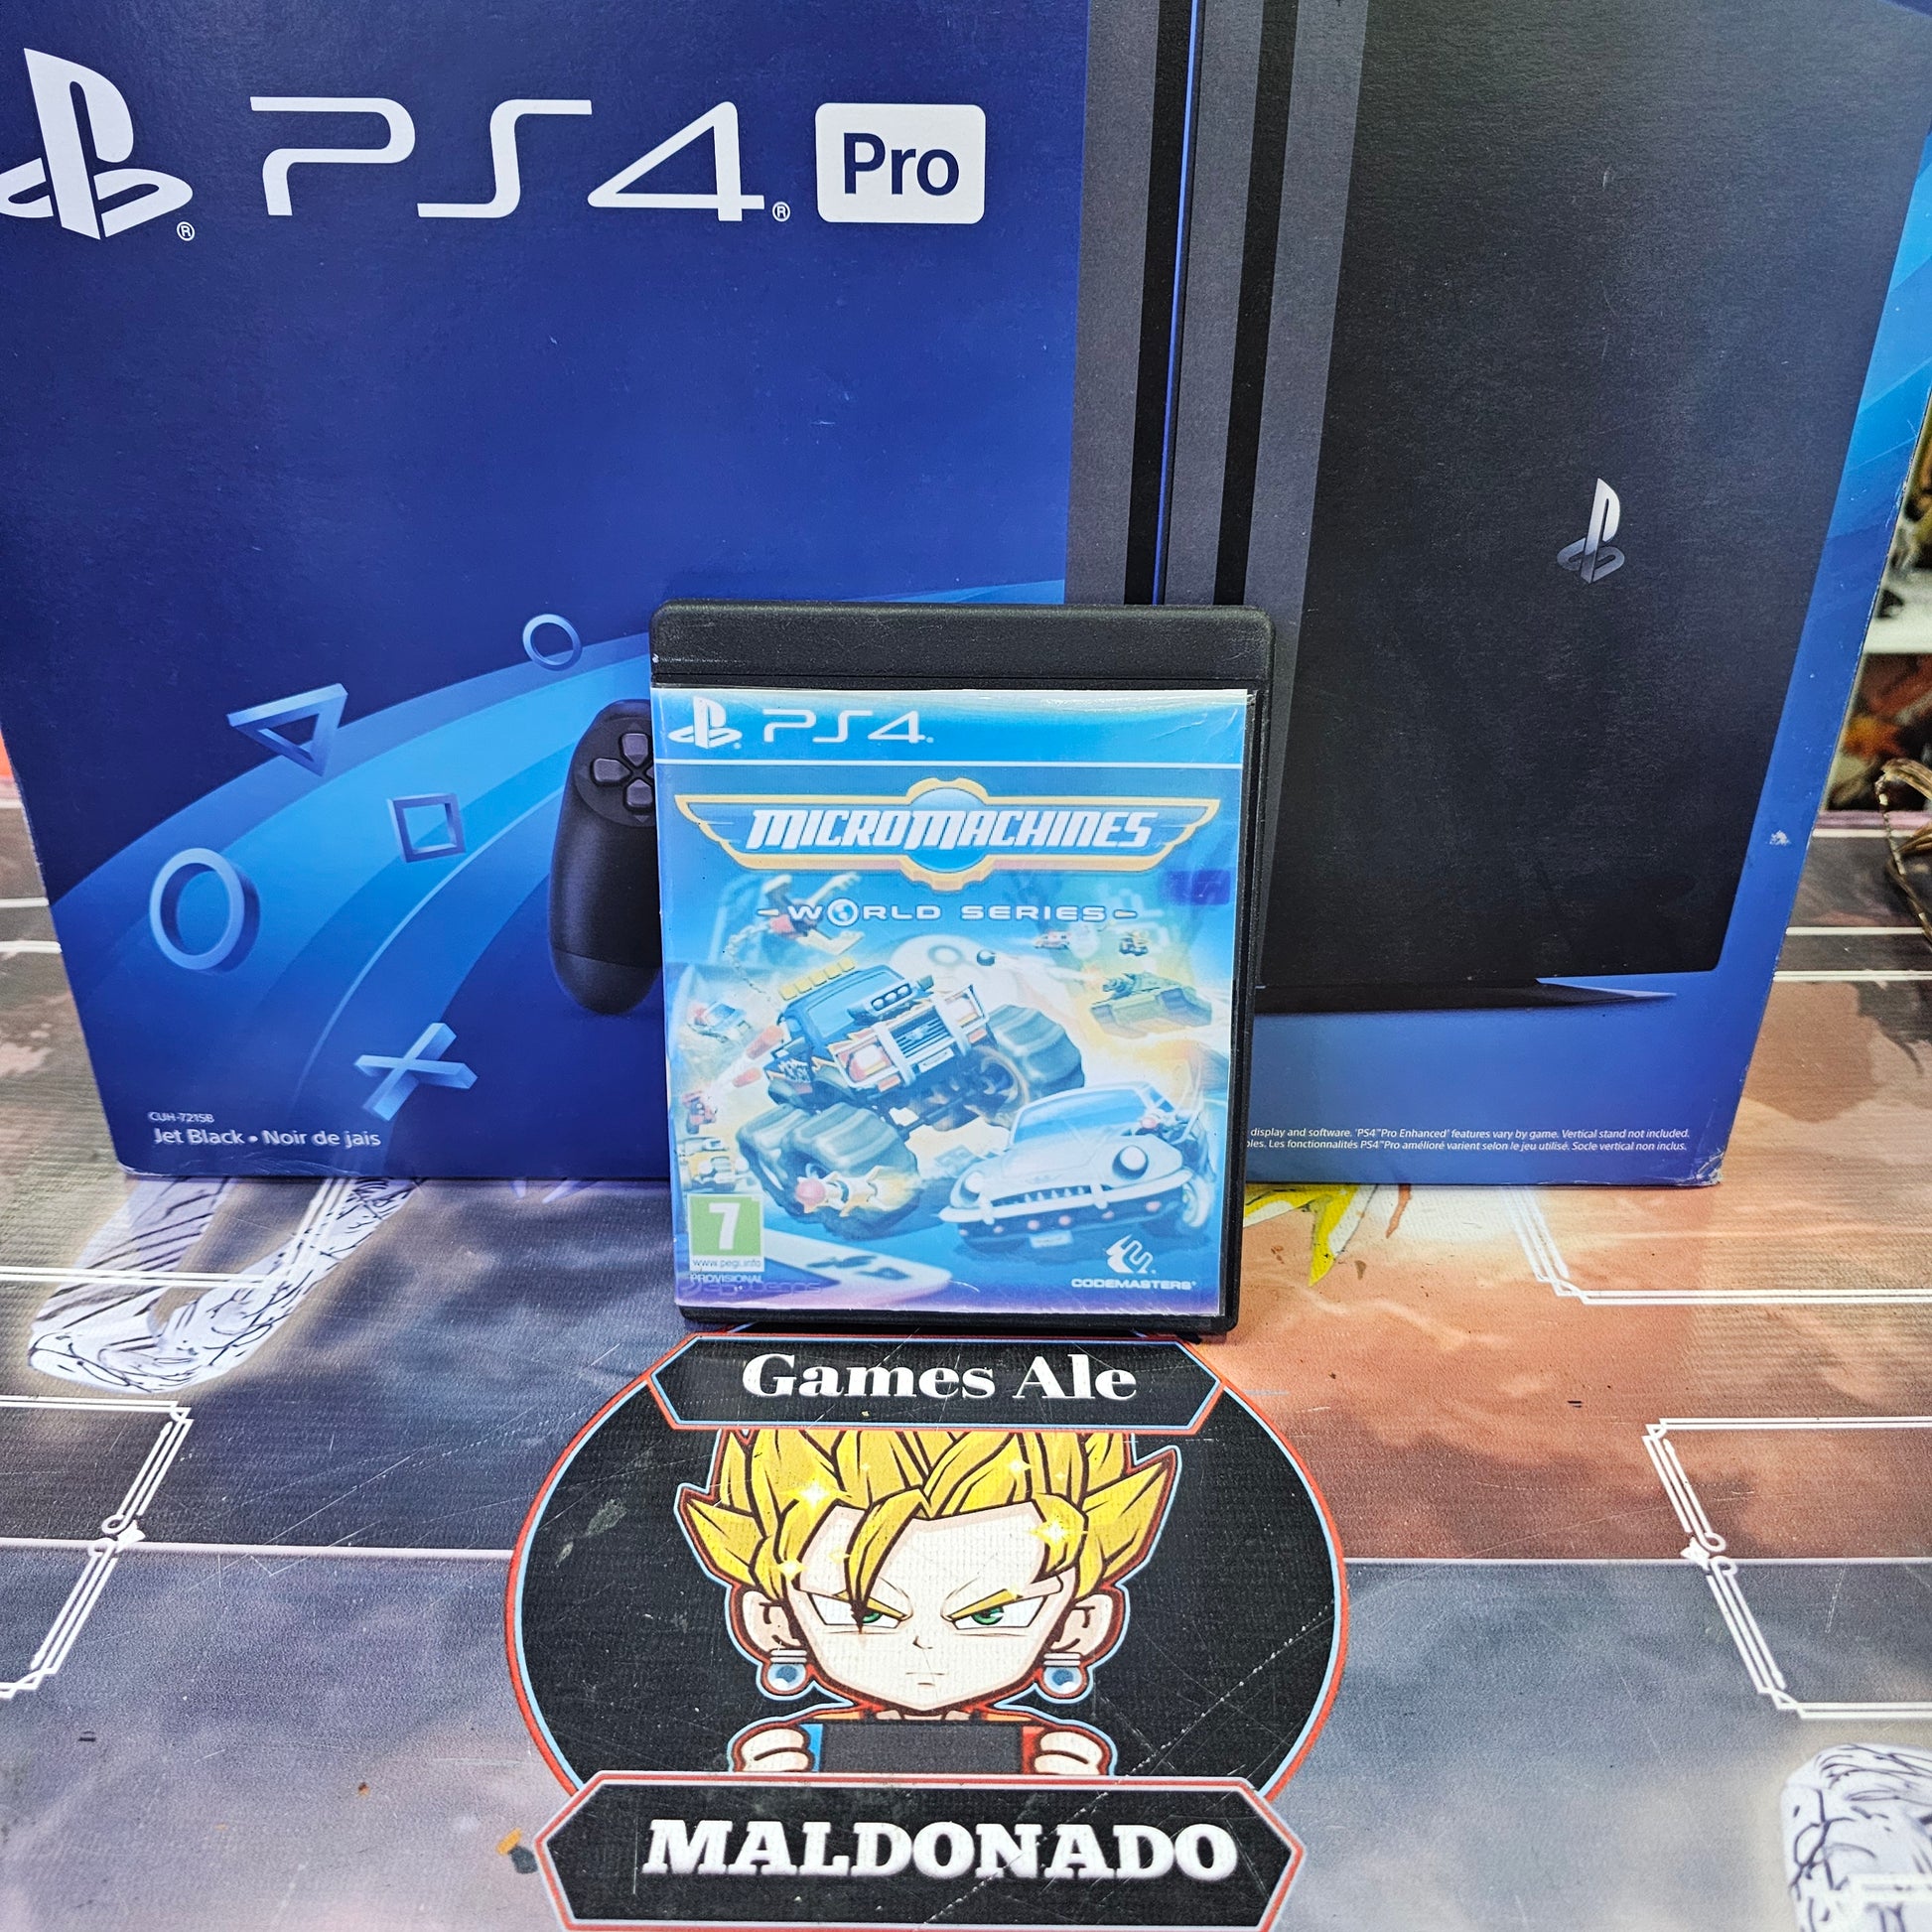 PS4® Pro
PS4
MICROMACHINES
WORLD SERIES
7
www.pegi.info
PROVISIONAL
CODEMASTERS
CUH-7215B
Jet Black • Noir de jais
display and software. 'PS4™Pro Enhanced' features vary by game. Vertical stand not included.
Les fonctionnalités PS4™Pro amélioré varient selon le jeu utilisé. Socle vertical non inclus.
Games Ale
MALDONADO